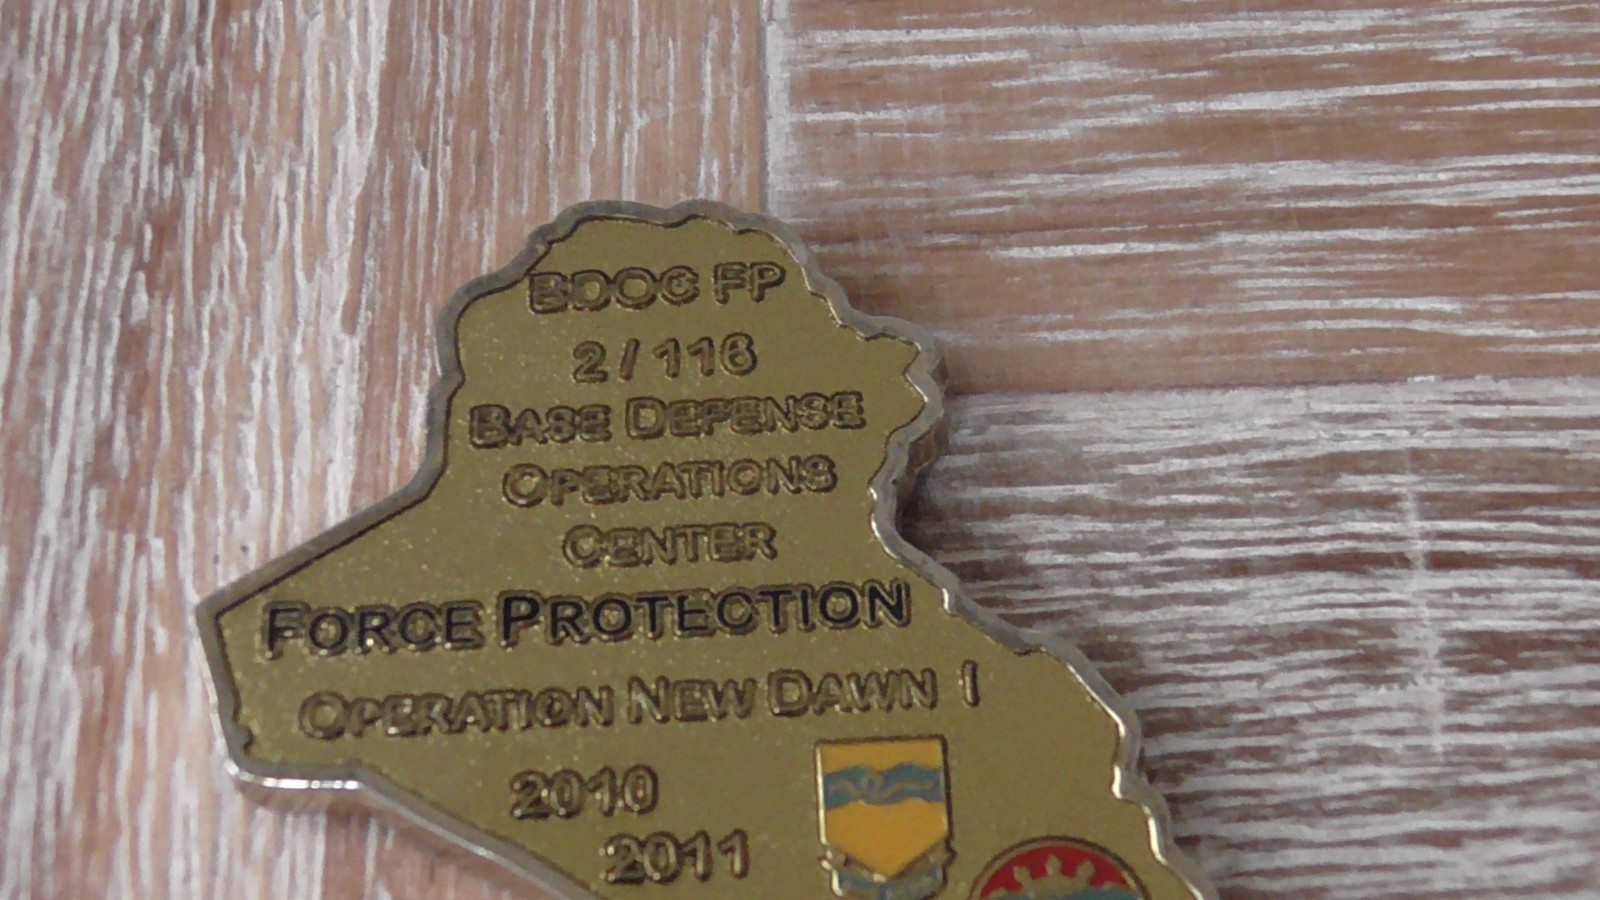 BDOC FP
2/116
BASE DEFENSE
OPERATIONS
CENTER
FORCE PROTECTION
OPERATION NEW DAWN I
2010
2011